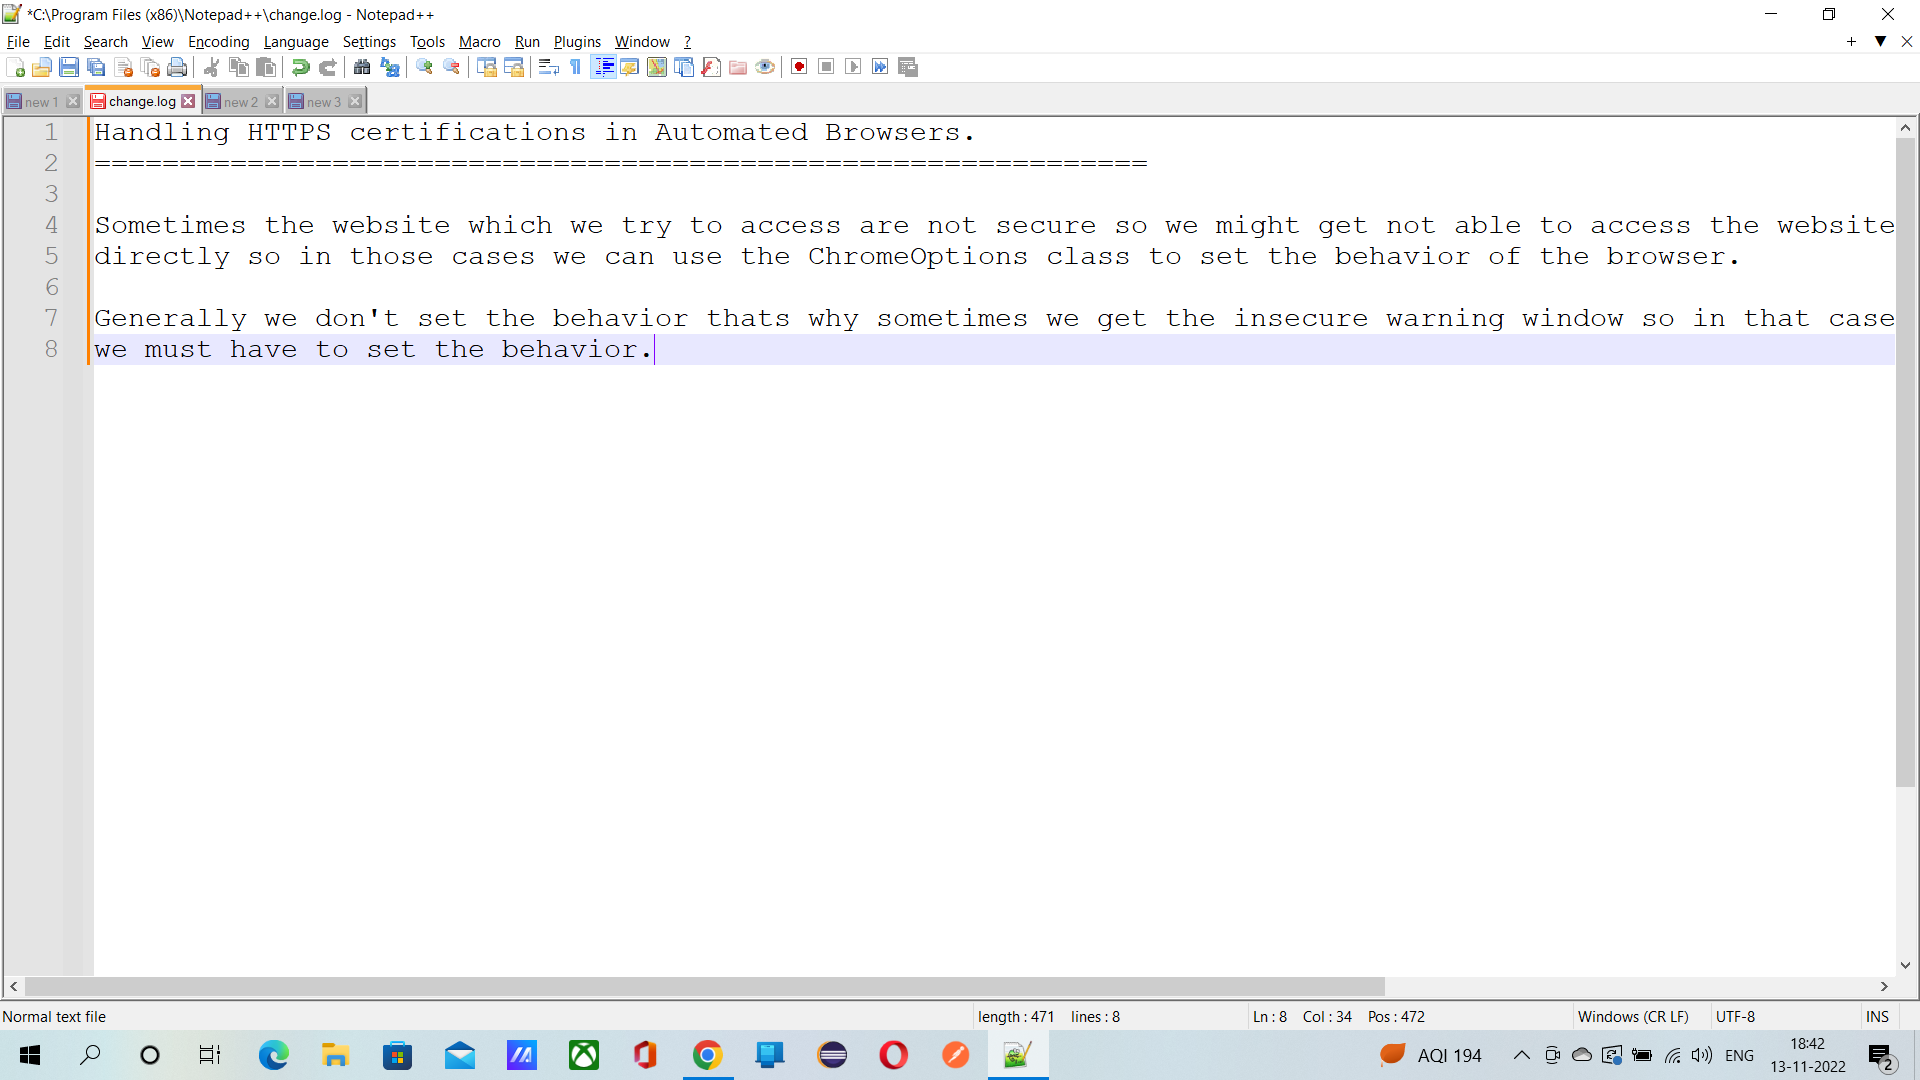 *C:\Program Files (x86)\Notepad++\change.log - Notepad++
File Edit Search View Encoding Language Settings Tools Macro Run Plugins Window ?
new 1 change.log new 2 new 3
1 Handling HTTPS certifications in Automated Browsers.
2 ==============================================================
3
4 Sometimes the website which we try to access are not secure so we might get not able to access the website
5 directly so in those cases we can use the ChromeOptions class to set the behavior of the browser.
6
7 Generally we don't set the behavior thats why sometimes we get the insecure warning window so in that case
8 we must have to set the behavior.
Normal text file length : 471 lines : 8 Ln : 8 Col : 34 Pos : 472 Windows (CR LF) UTF-8 INS
AQI 194 ENG 18:42
13-11-2022 2